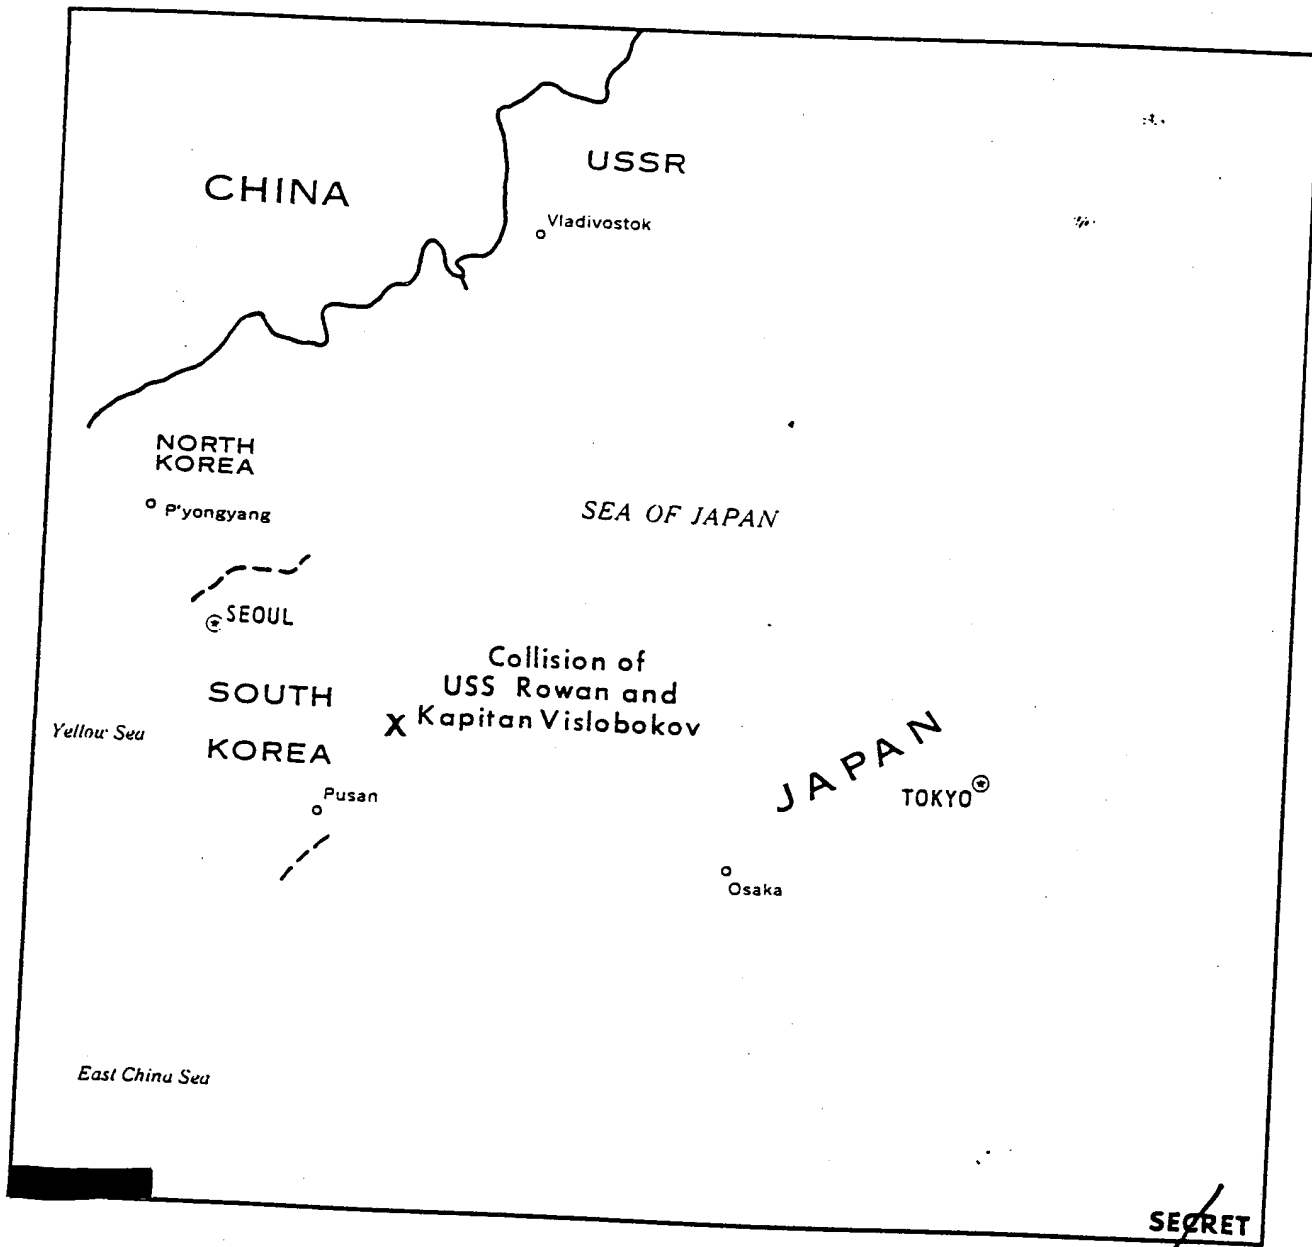 CHINA
USSR
Vladivostok
NORTH
KOREA
P'yongyang
SEA OF JAPAN
SEOUL
Collision of
USS Rowan and
Kapitan Vislobokov
X
SOUTH
KOREA
Yellow Sea
Pusan
JAPAN
TOKYO
Osaka
East China Sea
SECRET